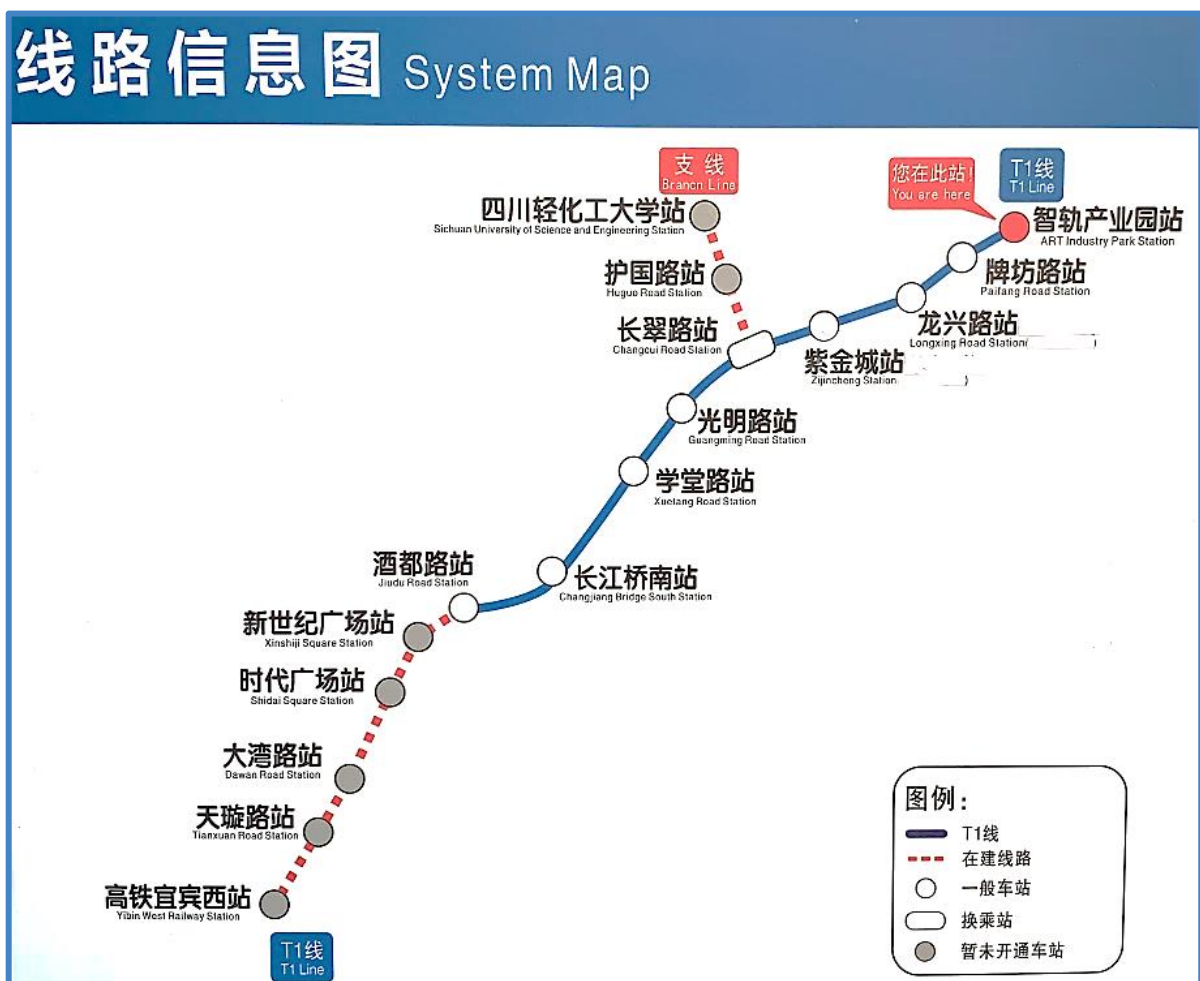 线路信息图 System Map
支线
Brancn Line
您在此站!
You are here
T1线
T1 Line
四川轻化工大学站
Sichuan University of Science and Engineering Station
智轨产业园站
ART Industry Park Station
护国路站
Huguo Road Station
牌坊路站
Paifang Road Station
长翠路站
Changcui Road Station
龙兴路站
Longxing Road Station(
紫金城站
Zijincheng Station
光明路站
Guangming Road Station
学堂路站
Xuetang Road Station
酒都路站
Jiudu Road Station
长江桥南站
Changjiang Bridge South Station
新世纪广场站
Xinshiji Square Station
时代广场站
Shidai Square Station
大湾路站
Dawan Road Station
天璇路站
Tianxuan Road Station
高铁宜宾西站
Yibin West Railway Station
T1线
T1 Line
图例:
T1线
在建线路
一般车站
换乘站
暂未开通车站